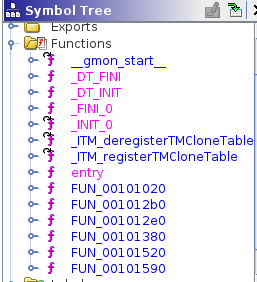 Symbol Tree
Exports
Functions
__gmon_start__
_DT_FINI
_DT_INIT
_FINI_0
_INIT_0
_ITM_deregisterTMCloneTable
_ITM_registerTMCloneTable
entry
FUN_00101020
FUN_001012b0
FUN_001012e0
FUN_00101380
FUN_00101520
FUN_00101590